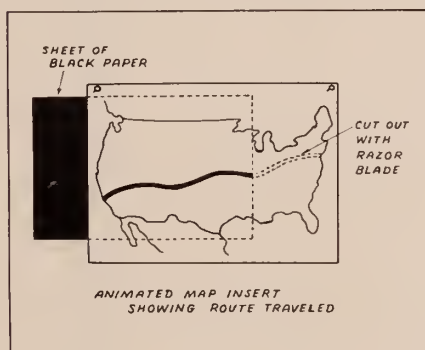 SHEET OF
BLACK PAPER
CUT OUT
WITH
RAZOR
BLADE
ANIMATED MAP INSERT
SHOWING ROUTE TRAVELED